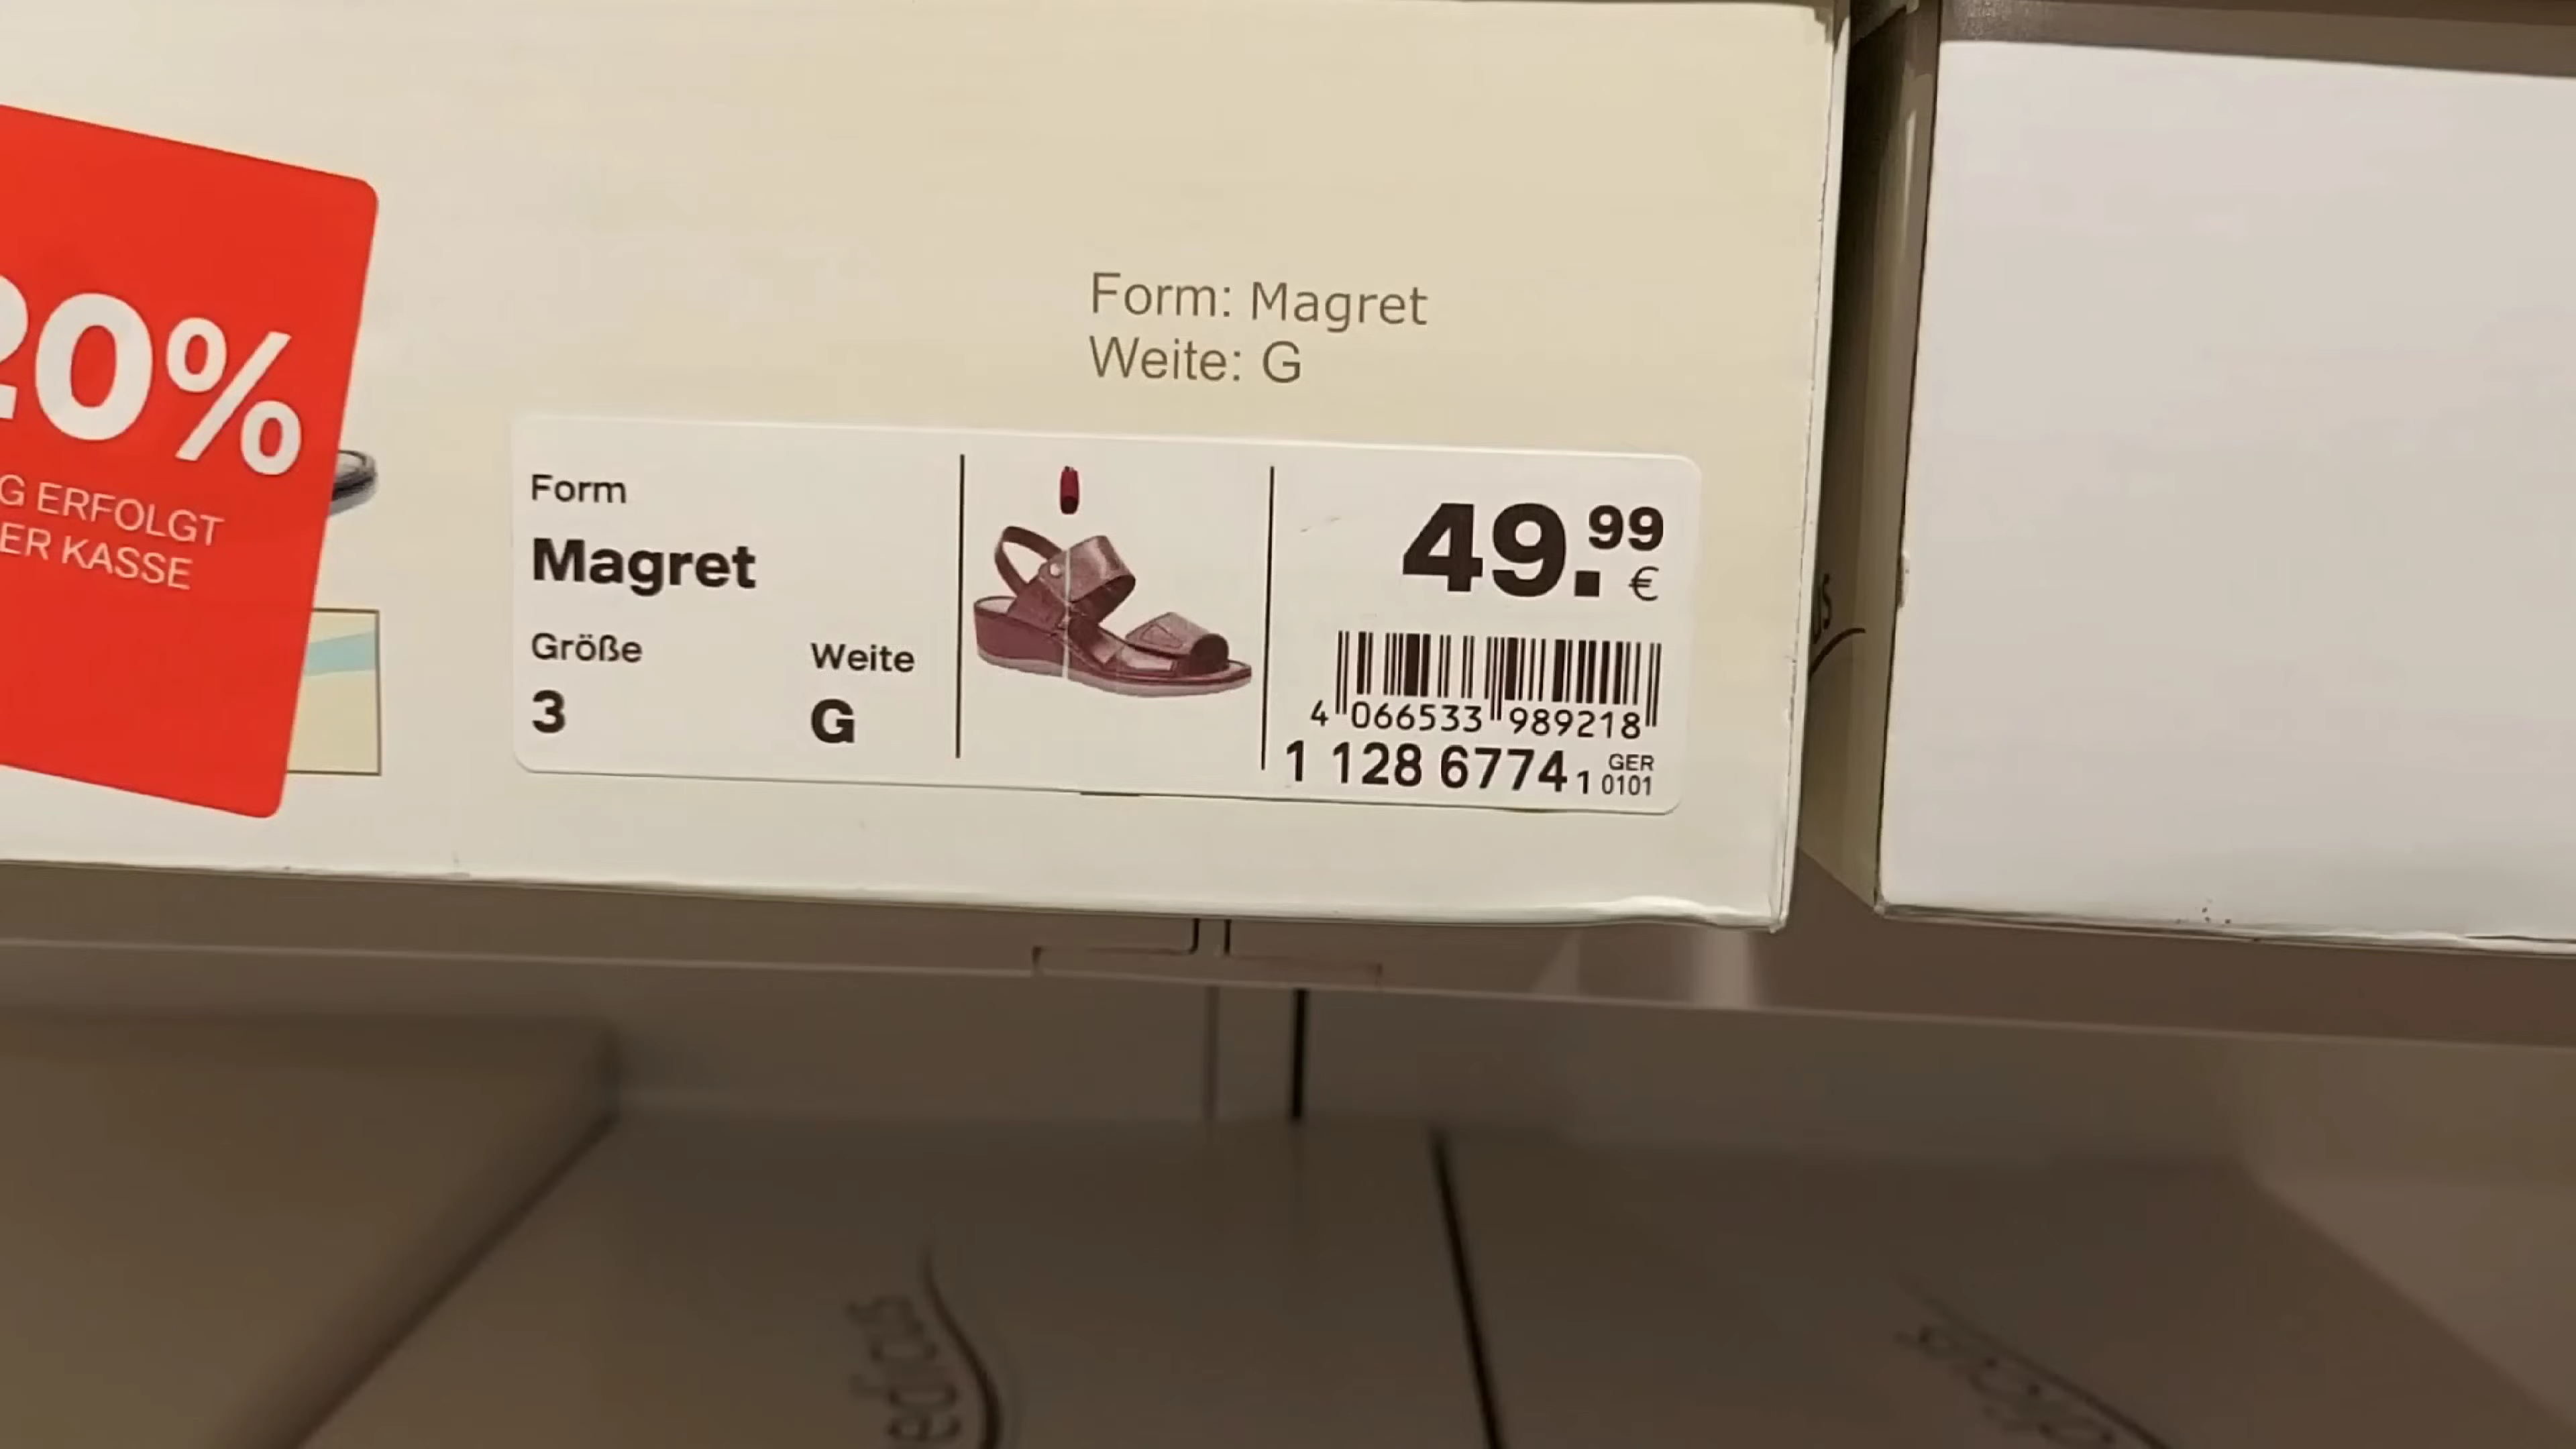 20%
G ERFOLGT
ER KASSE
Form: Magret
Weite: G
Form
Magret
Größe
3
Weite
G
49.99
€
4 066533 989218
1 128 6774 1 GER 0101